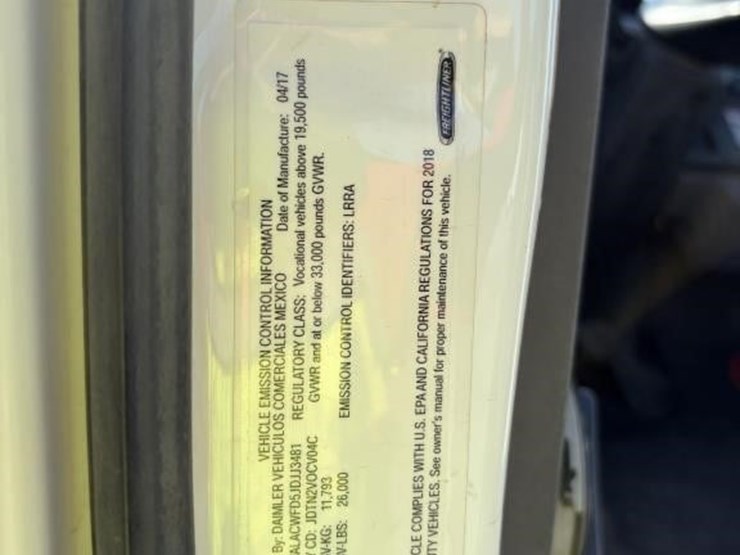 VEHICLE EMISSION CONTROL INFORMATION
By: DAIMLER VEHICULOS COMERCIALES MEXICO Date of Manufacture: 04/17
ALACWFD5JDJJ3481 REGULATORY CLASS: Vocational vehicles above 19,500 pounds
CD: JDTN2VOCV04C GVWR and at or below 33,000 pounds GVWR.
V-KG: 11,793
V-LBS: 26,000 EMISSION CONTROL IDENTIFIERS: LRRA
CLE COMPLIES WITH U.S. EPA AND CALIFORNIA REGULATIONS FOR 2018
TY VEHICLES. See owner's manual for proper maintenance of this vehicle.
FREIGHTLINER